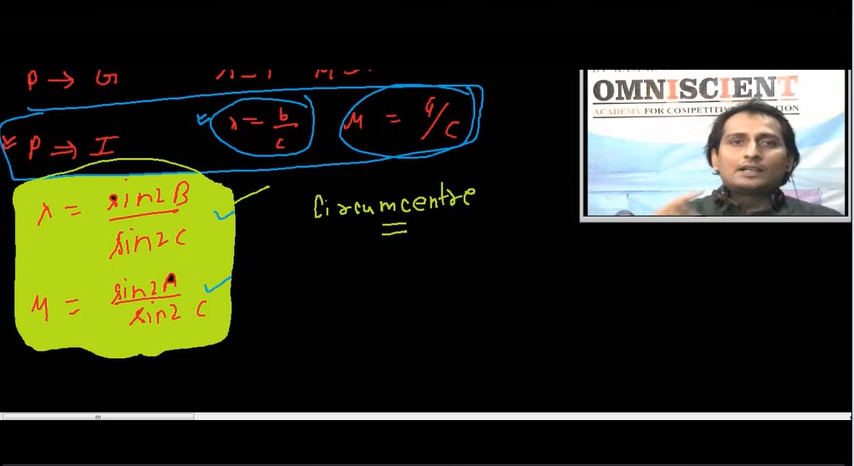 P → G
P ⇒ I λ = b/c μ = a/c
λ = sin2B / sin2C
Circumcentre
μ = sin2A / sin2C
OMNISCIENT
ACADEMY FOR COMPETITIVE